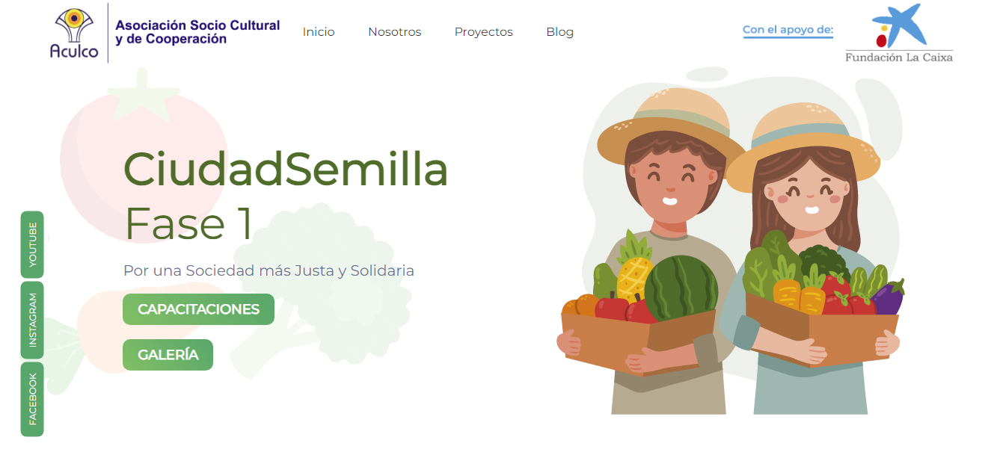 Aculco
Asociación Socio Cultural
y de Cooperación
Inicio
Nosotros
Proyectos
Blog
Con el apoyo de:
Fundación La Caixa
CiudadSemilla
Fase 1
Por una Sociedad más Justa y Solidaria
CAPACITACIONES
GALERÍA
YOUTUBE
INSTAGRAM
FACEBOOK